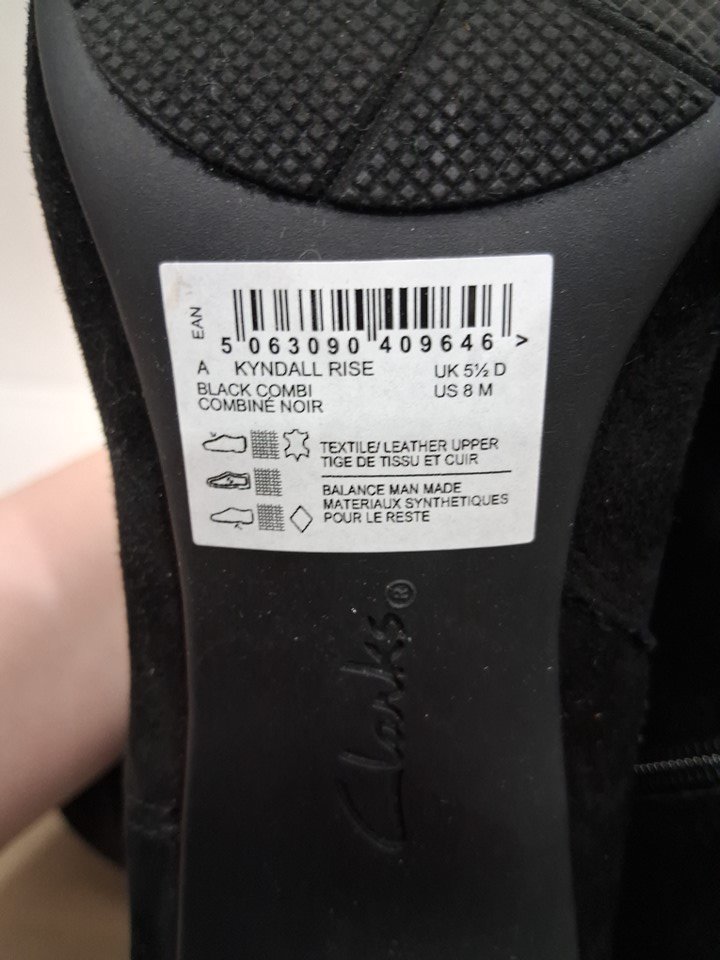 EAN
5 063090 409646 >
A KYNDALL RISE UK 5½ D
BLACK COMBI US 8 M
COMBINÉ NOIR
TEXTILE/ LEATHER UPPER
TIGE DE TISSU ET CUIR
BALANCE MAN MADE
MATERIAUX SYNTHETIQUES
POUR LE RESTE
Clarks®